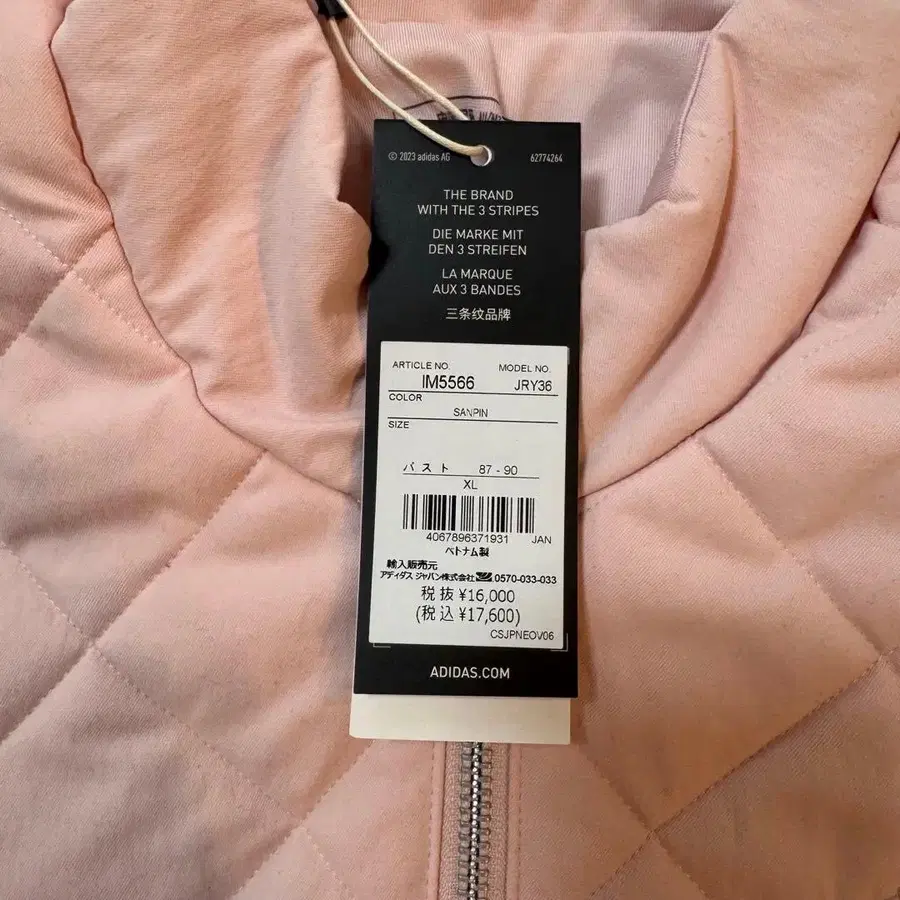 © 2023 adidas AG 62774264
THE BRAND
WITH THE 3 STRIPES
DIE MARKE MIT
DEN 3 STREIFEN
LA MARQUE
AUX 3 BANDES
三条纹品牌
ARTICLE NO. MODEL NO.
IM5566 JRY36
COLOR
SANPIN
SIZE
バスト 87 - 90
XL
4067896371931 JAN
ベトナム製
輸入販売元
アディダス ジャパン株式会社 0570-033-033
税抜 ¥16,000
(税込 ¥17,600)
CSJPNEOV06
ADIDAS.COM